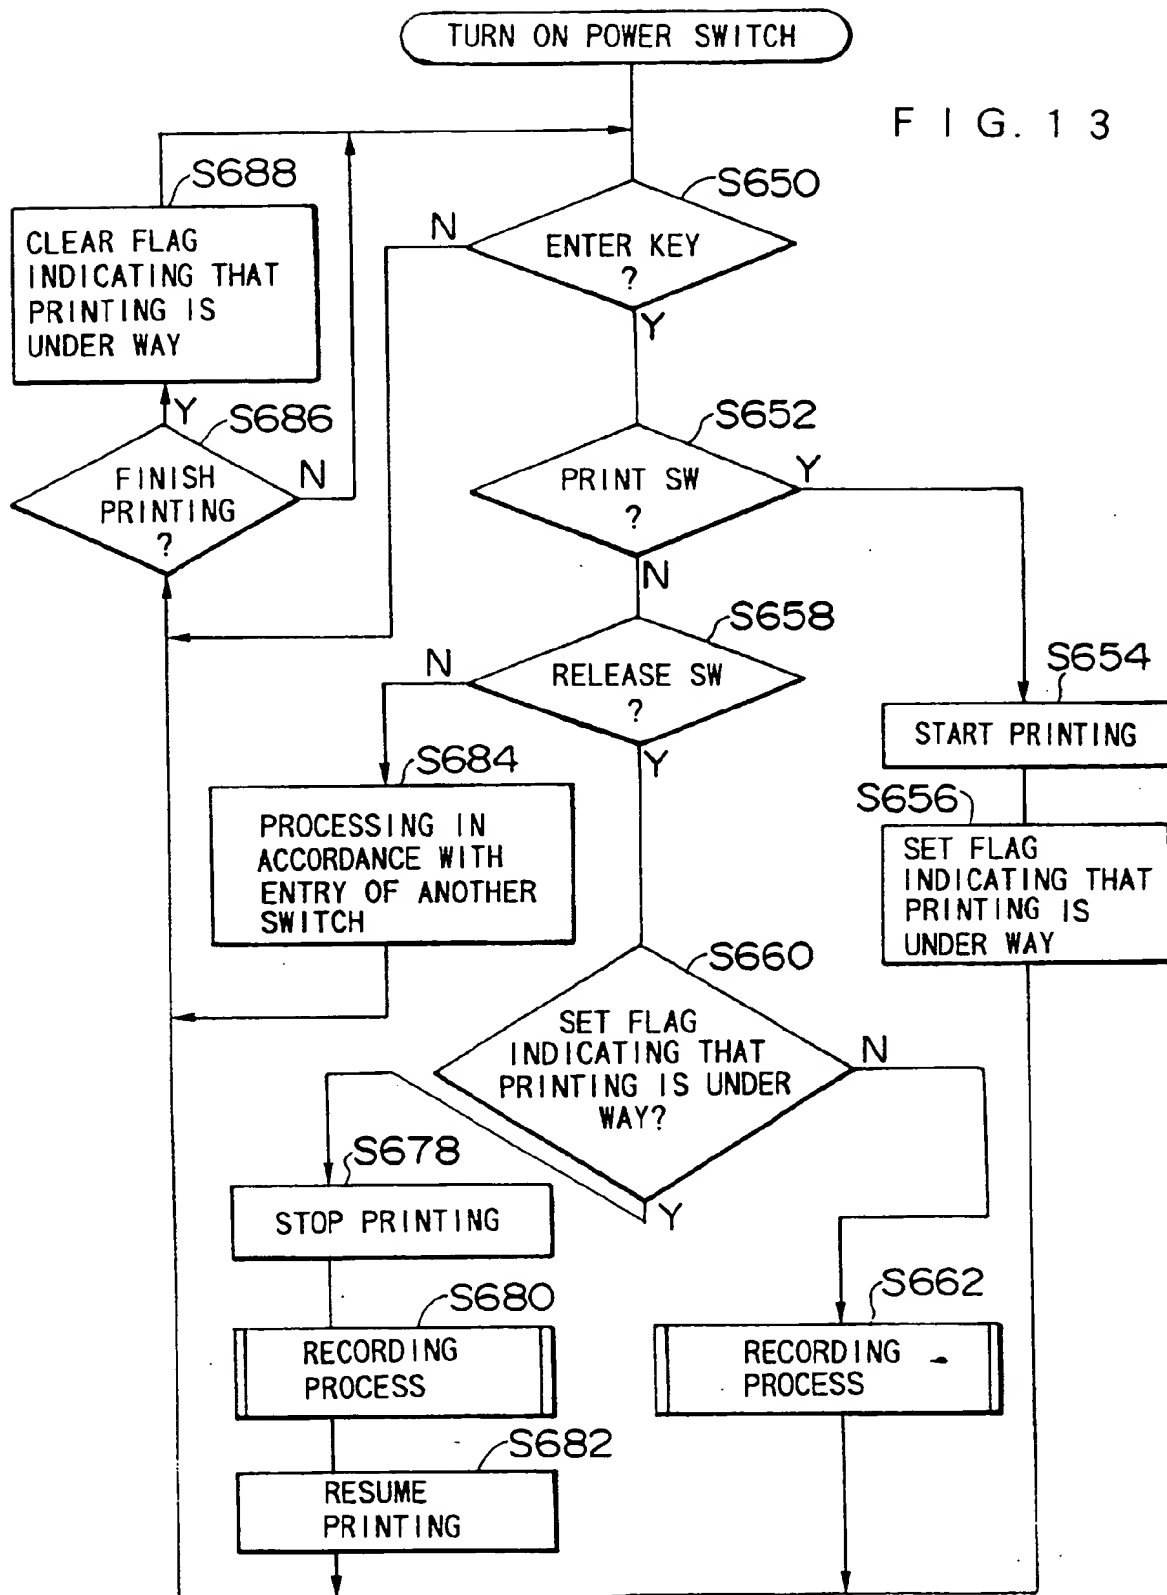 TURN ON POWER SWITCH
FIG. 13
S688
CLEAR FLAG
INDICATING THAT
PRINTING IS
UNDER WAY
S650
N
ENTER KEY
?
Y
Y
S686
FINISH
PRINTING
?
N
S652
PRINT SW
?
Y
N
S658
N
RELEASE SW
?
Y
S654
START PRINTING
S684
PROCESSING IN
ACCORDANCE WITH
ENTRY OF ANOTHER
SWITCH
S656
SET FLAG
INDICATING THAT
PRINTING IS
UNDER WAY
S660
SET FLAG
INDICATING THAT
PRINTING IS UNDER
WAY?
N
Y
S678
STOP PRINTING
S680
RECORDING
PROCESS
S662
RECORDING
PROCESS
S682
RESUME
PRINTING